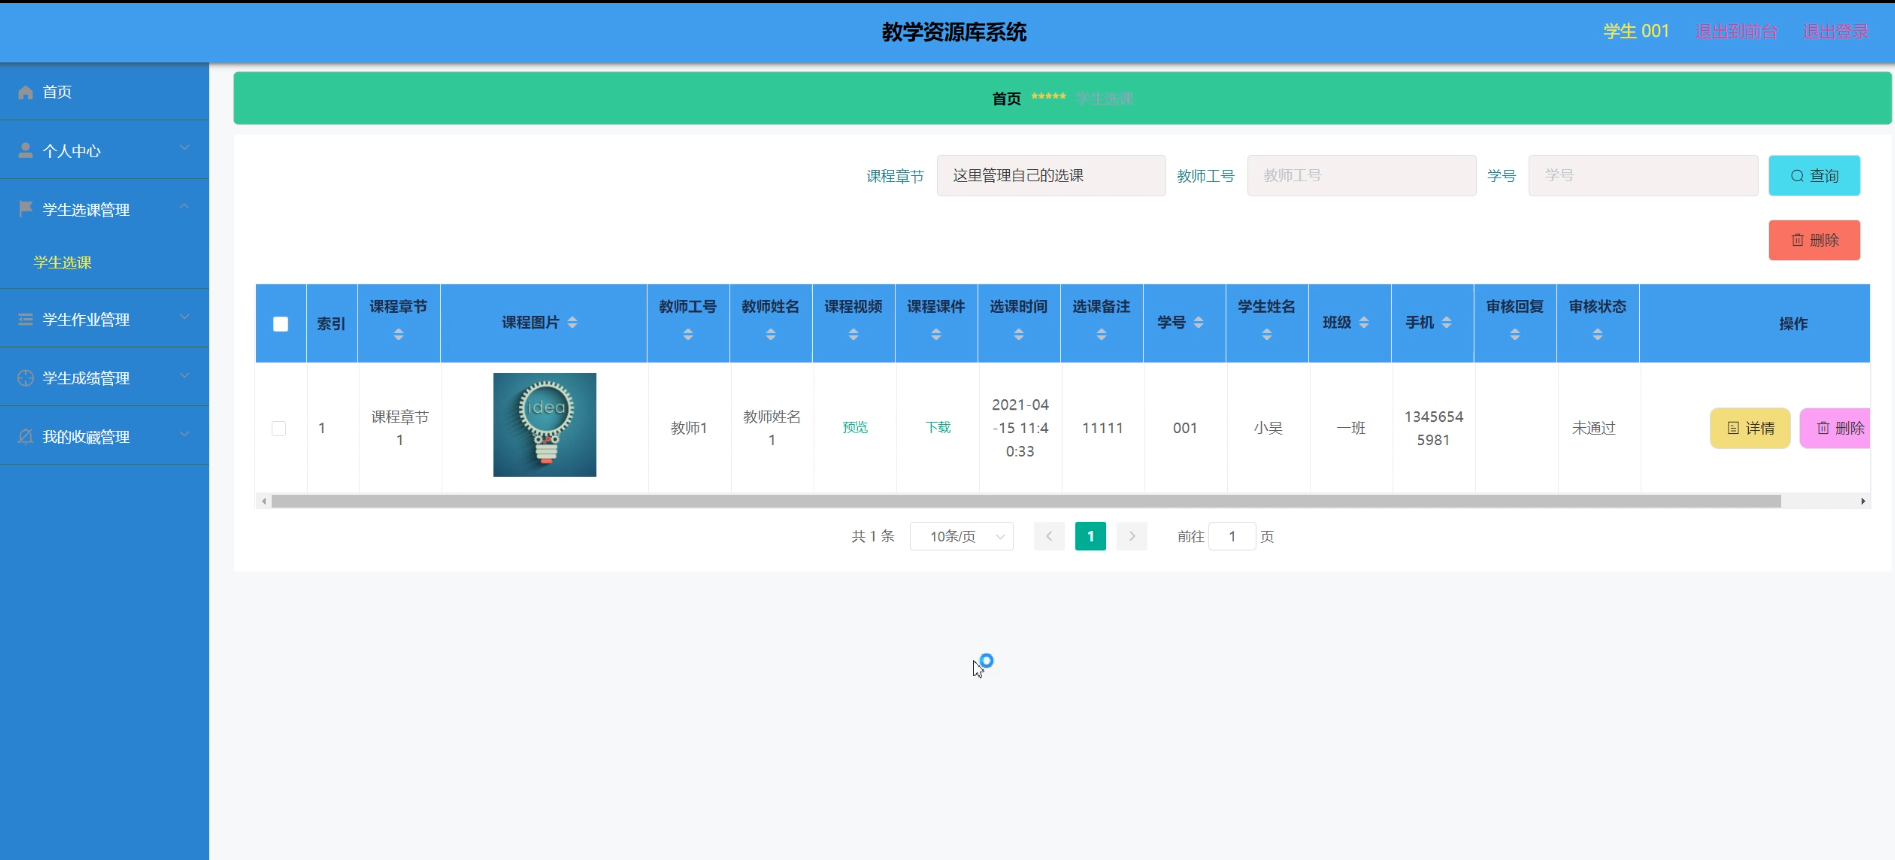 教学资源库系统
学生 001
退出到前台
退出登录
首页
个人中心
学生选课管理
学生选课
学生作业管理
学生成绩管理
我的收藏管理
首页 ***** 学生选课
课程章节 这里管理自己的选课 教师工号 教师工号 学号 学号 查询
删除
索引 课程章节 课程图片 教师工号 教师姓名 课程视频 课程课件 选课时间 选课备注 学号 学生姓名 班级 手机 审核回复 审核状态 操作
idea
1 课程章节
1
教师1 教师姓名
1
预览 下载 2021-04
-15 11:4
0:33
11111 001 小吴 一班 1345654
5981
未通过 详情 删除
共 1 条 10条/页 1 前往 1 页